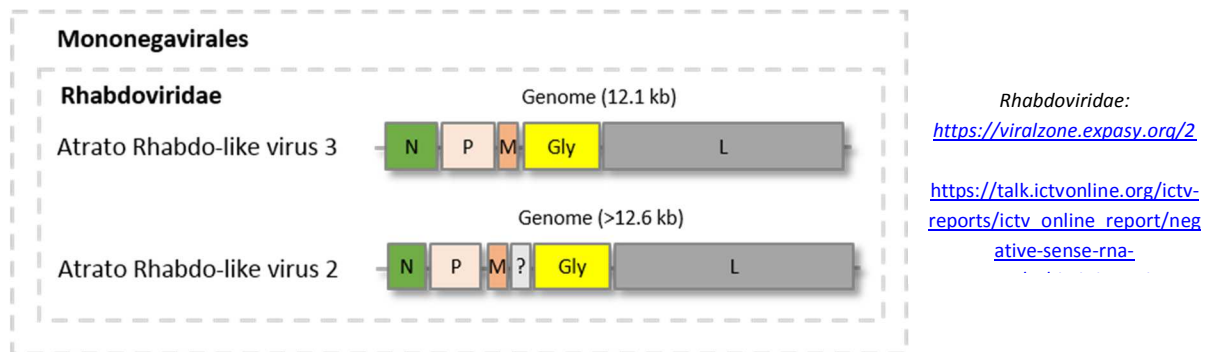 Mononegavirales
Rhabdoviridae
Genome (12.1 kb)
Atrato Rhabdo-like virus 3
N P M Gly L
Genome (>12.6 kb)
Atrato Rhabdo-like virus 2
N P M ? Gly L
Rhabdoviridae:
https://viralzone.expasy.org/2
https://talk.ictvonline.org/ictv-
reports/ictv_online_report/neg
ative-sense-rna-